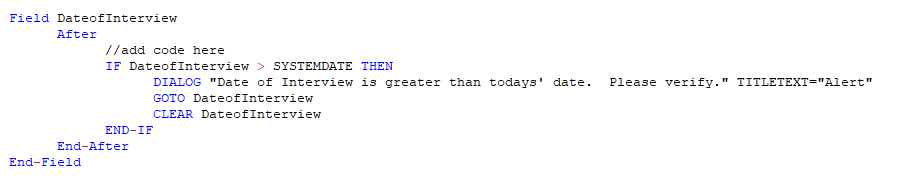 Field DateofInterview
After
//add code here
IF DateofInterview > SYSTEMDATE THEN
DIALOG "Date of Interview is greater than todays' date.  Please verify." TITLETEXT="Alert"
GOTO DateofInterview
CLEAR DateofInterview
END-IF
End-After
End-Field